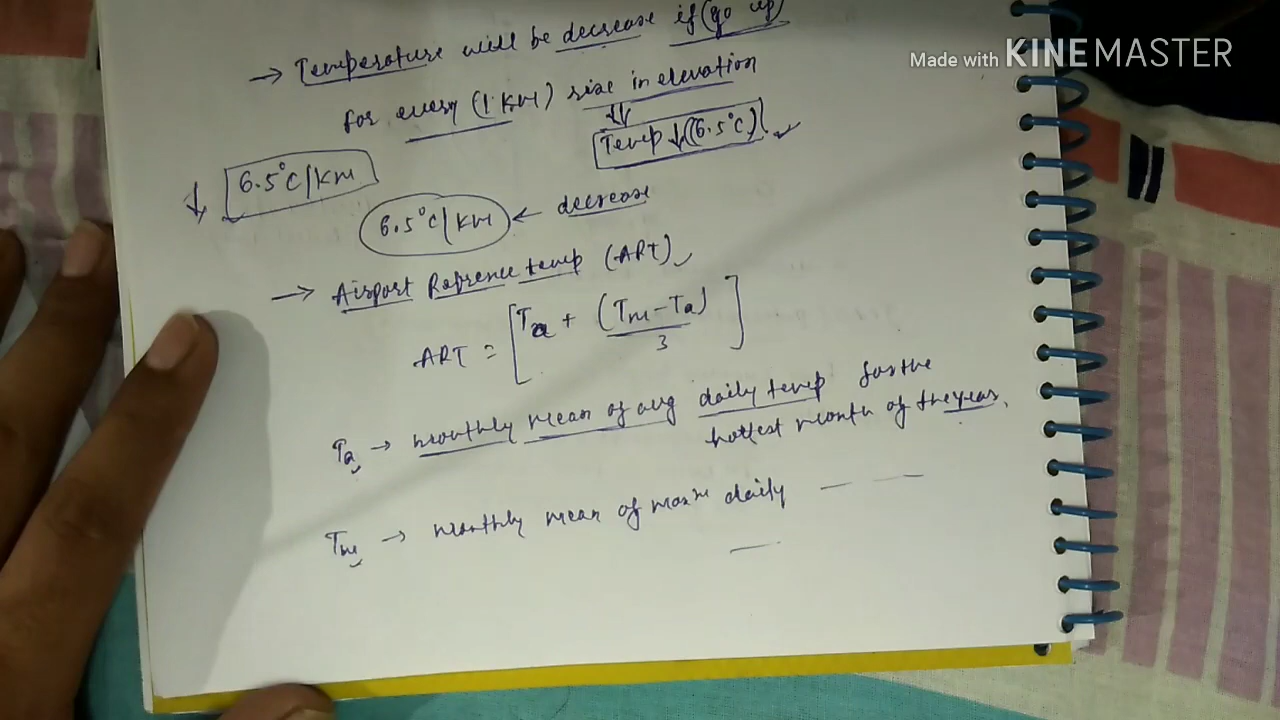 Made with KINEMASTER
→ Temperature will be decrease if (go up)
for every (1 KM) rise in elevation
⇓
Temp ↓ (6.5°C) ✓
↓ 6.5°C/KM
6.5°C/KM ← decrease
→ Airport Refrence temp (ART)
ART = [Ta + (Tm - Ta)/3]
Ta → monthly mean of avg daily temp for the
hottest month of the year.
Tm → monthly mean of maxm daily — —
—